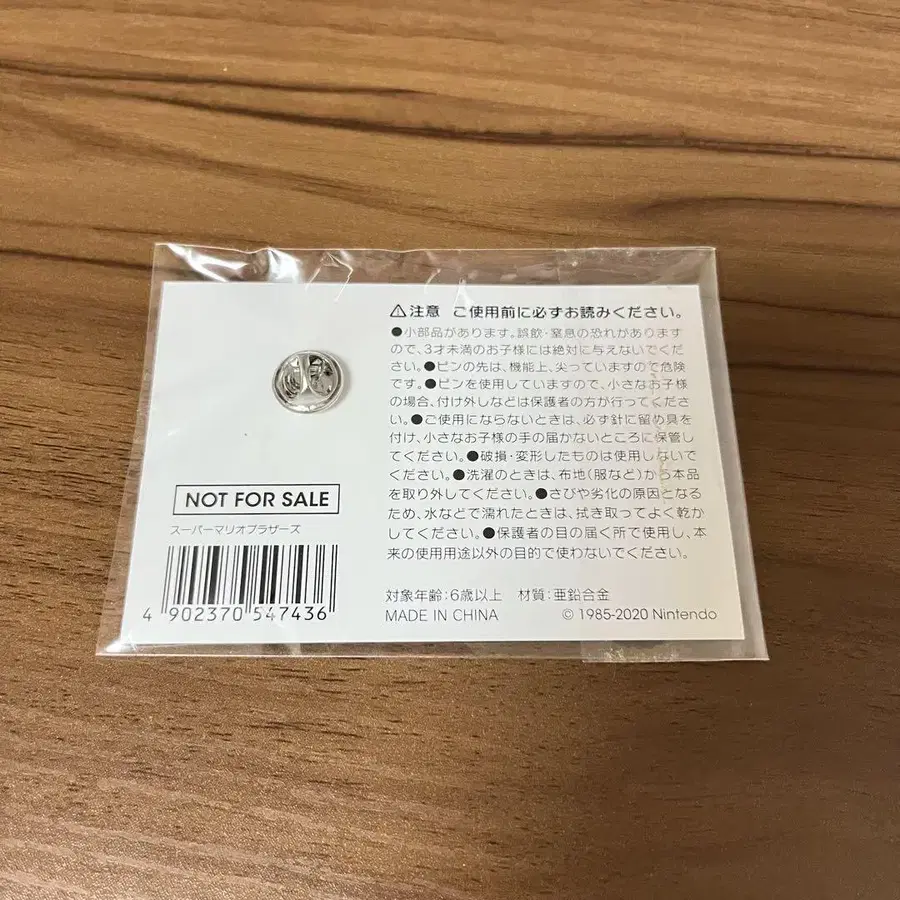 ⚠注意 ご使用前に必ずお読みください。
●小部品があります。誤飲・窒息の恐れがあります
ので、3才未満のお子様には絶対に与えないでくだ
さい。●ピンの先は、機能上、尖っていますので危険
です。●ピンを使用していますので、小さなお子様
の場合、付け外しなどは保護者の方が行ってくださ
い。●ご使用にならないときは、必ず針に留め具を
付け、小さなお子様の手の届かないところに保管し
てください。●破損・変形したものは使用しないで
ください。●洗濯のときは、布地(服など)から本品
を取り外してください。●さびや劣化の原因となる
ため、水などで濡れたときは、拭き取ってよく乾か
してください。●保護者の目の届く所で使用し、本
来の使用用途以外の目的で使わないでください。
対象年齢:6歳以上 材質:亜鉛合金
MADE IN CHINA © 1985-2020 Nintendo
NOT FOR SALE
スーパーマリオブラザーズ
4 902370 547436